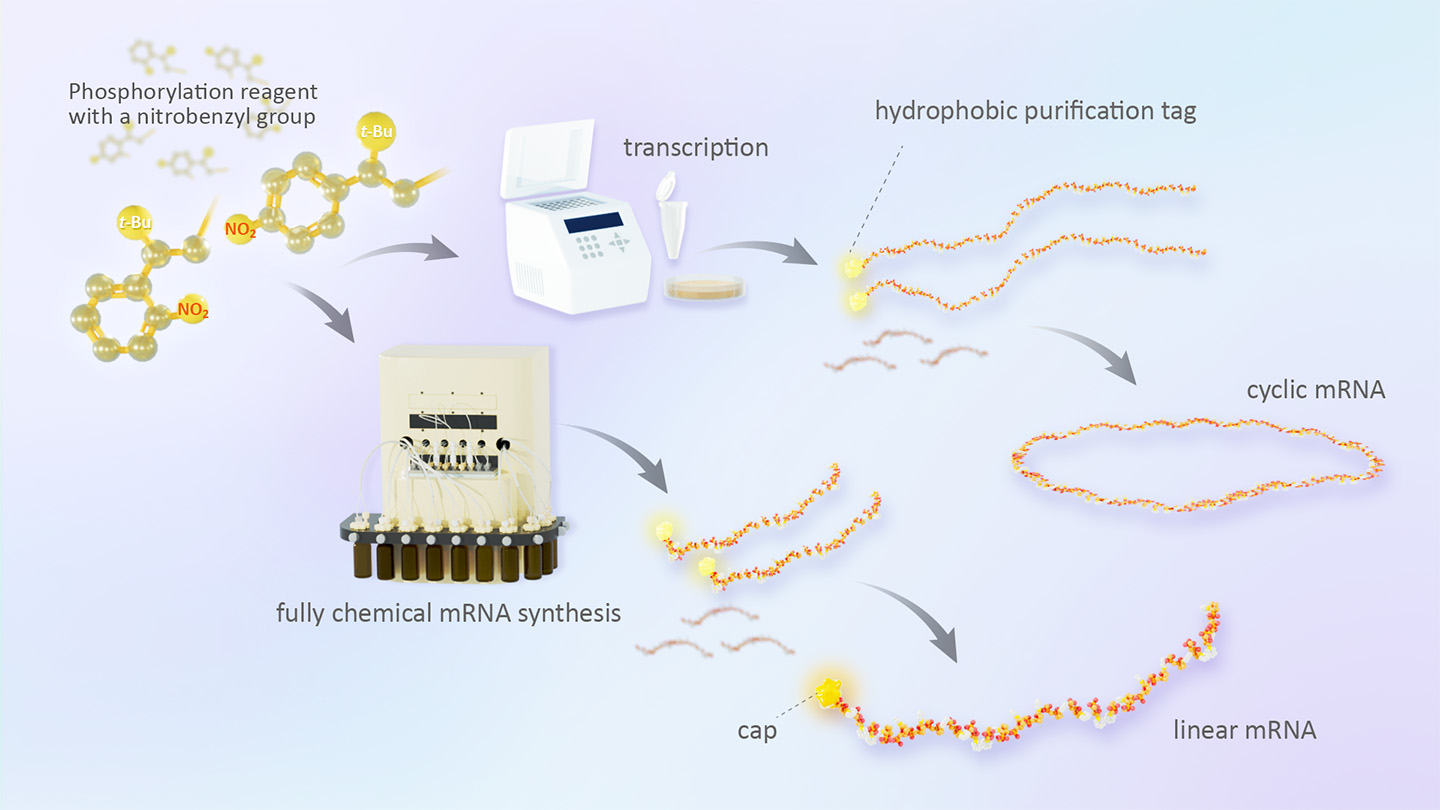 Phosphorylation reagent
with a nitrobenzyl group
t-Bu
NO₂
t-Bu
NO₂
transcription
hydrophobic purification tag
cyclic mRNA
fully chemical mRNA synthesis
cap
linear mRNA